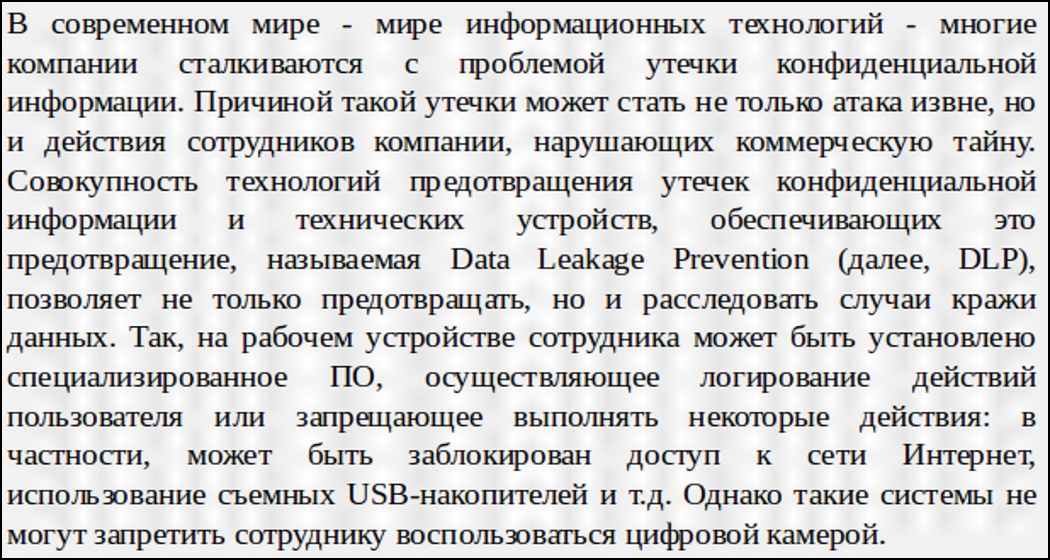 В современном мире - мире информационных технологий - многие
компании сталкиваются с проблемой утечки конфиденциальной
информации. Причиной такой утечки может стать не только атака извне, но
и действия сотрудников компании, нарушающих коммерческую тайну.
Совокупность технологий предотвращения утечек конфиденциальной
информации и технических устройств, обеспечивающих это
предотвращение, называемая Data Leakage Prevention (далее, DLP),
позволяет не только предотвращать, но и расследовать случаи кражи
данных. Так, на рабочем устройстве сотрудника может быть установлено
специализированное ПО, осуществляющее логирование действий
пользователя или запрещающее выполнять некоторые действия: в
частности, может быть заблокирован доступ к сети Интернет,
использование съемных USB-накопителей и т.д. Однако такие системы не
могут запретить сотруднику воспользоваться цифровой камерой.